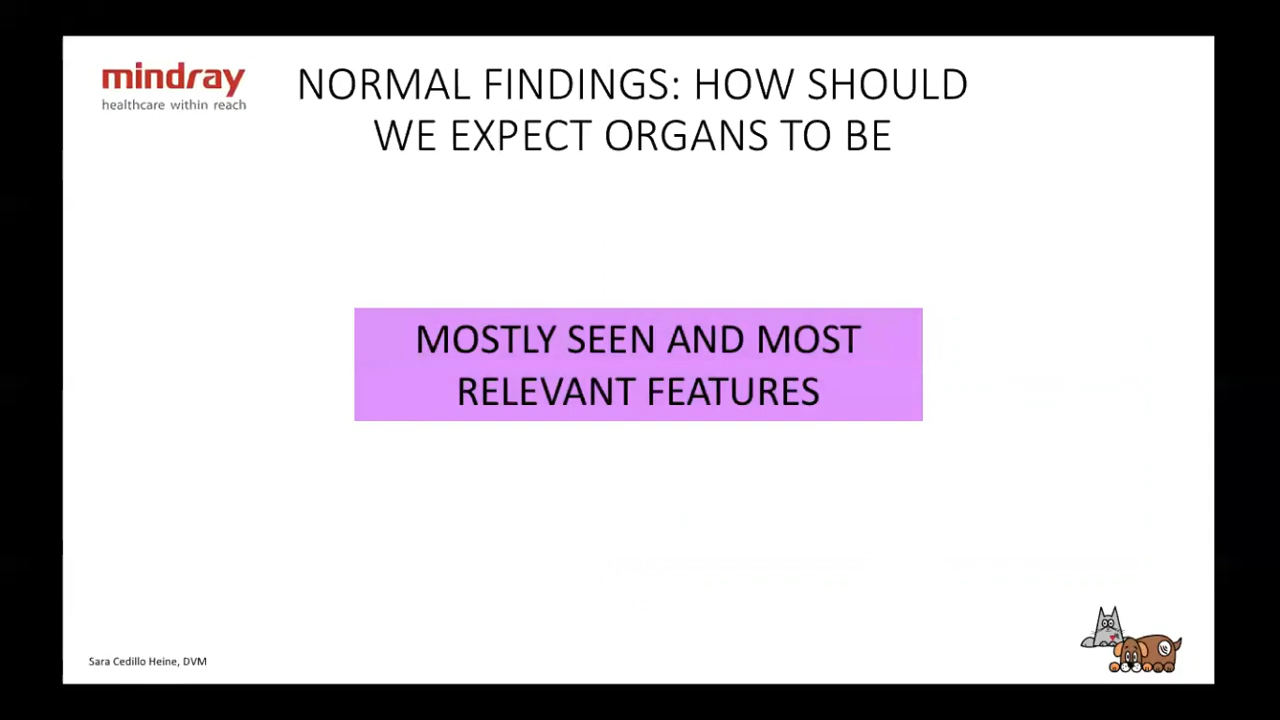 mindray
healthcare within reach
NORMAL FINDINGS: HOW SHOULD
WE EXPECT ORGANS TO BE
MOSTLY SEEN AND MOST
RELEVANT FEATURES
Sara Cedillo Heine, DVM